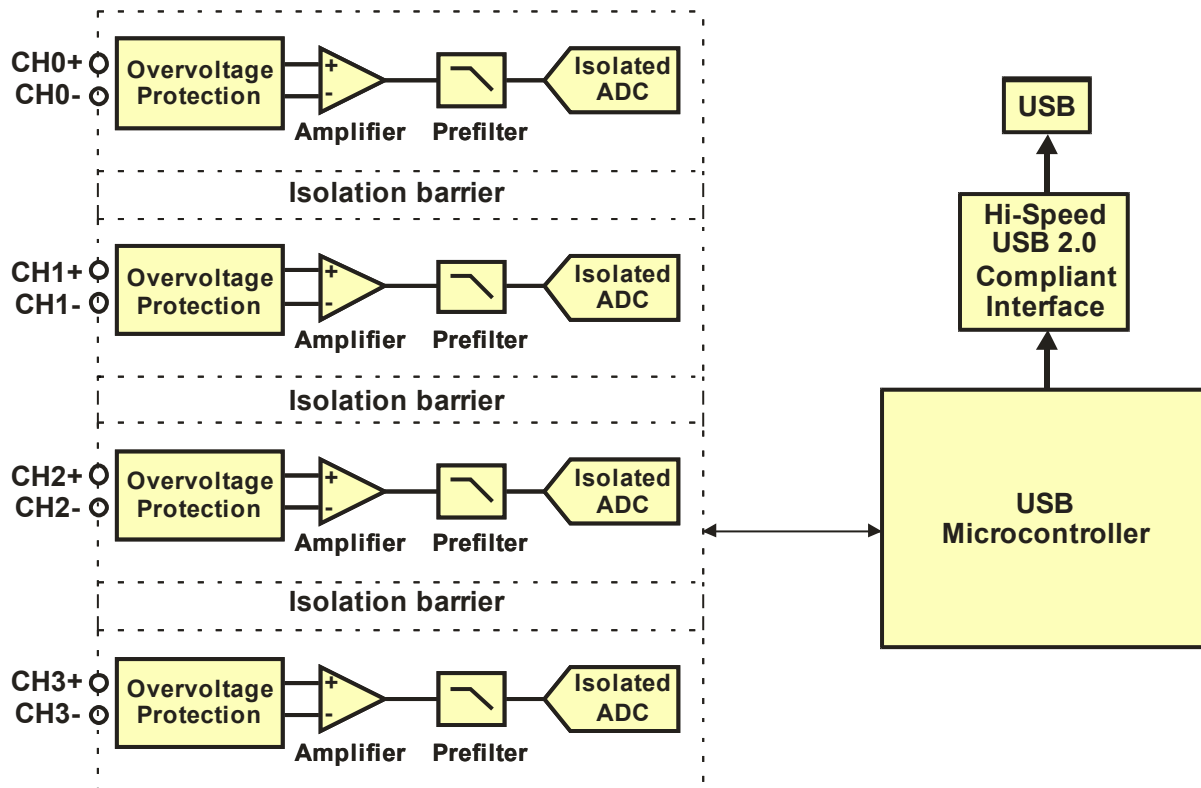 CH0+
CH0-
Overvoltage
Protection
+
-
Amplifier
Prefilter
Isolated
ADC
Isolation barrier
CH1+
CH1-
Overvoltage
Protection
+
-
Amplifier
Prefilter
Isolated
ADC
Isolation barrier
CH2+
CH2-
Overvoltage
Protection
+
-
Amplifier
Prefilter
Isolated
ADC
Isolation barrier
CH3+
CH3-
Overvoltage
Protection
+
-
Amplifier
Prefilter
Isolated
ADC
USB
Hi-Speed
USB 2.0
Compliant
Interface
USB
Microcontroller